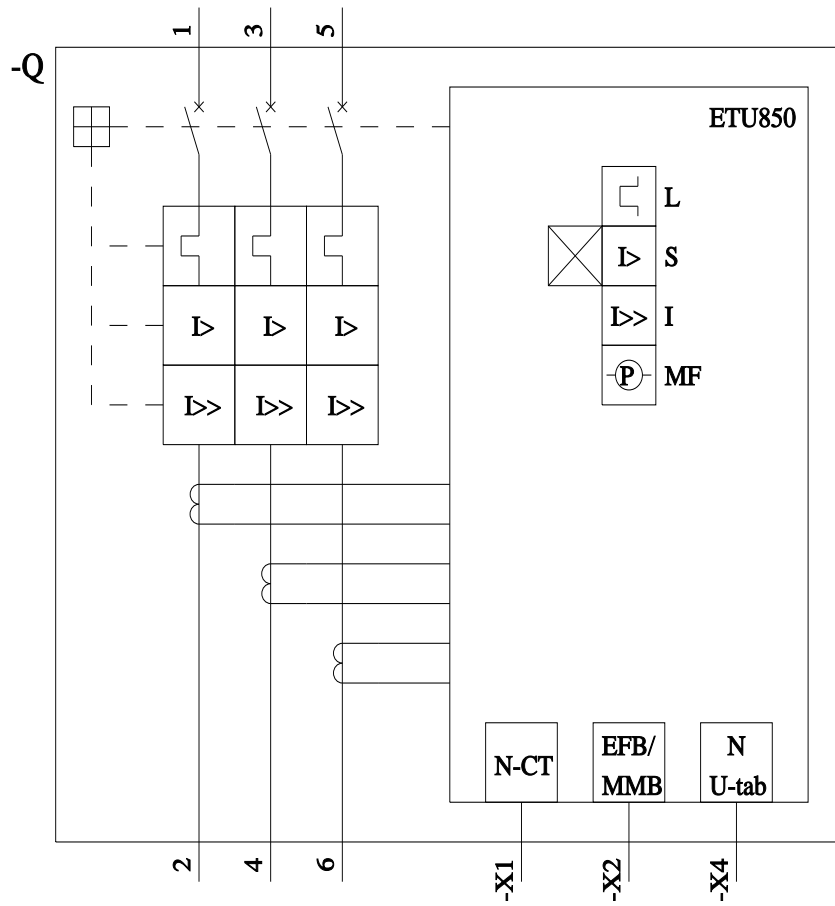 1 3 5
-Q
ETU850
L
I> S
I> I> I>
I>> I
I>> I>> I>>
P MF
N-CT
EFB/
MMB
N
U-tab
2 4 6
-X1 -X2 -X4